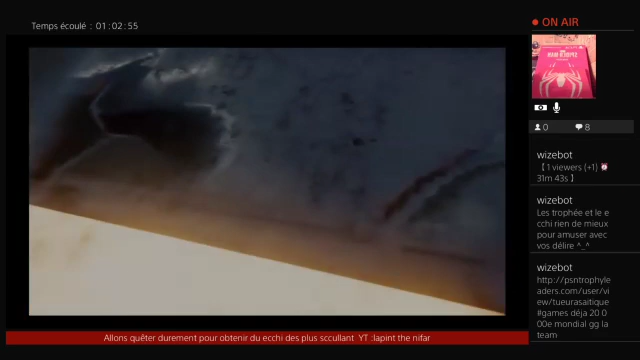 Temps écoulé : 01:02:55
ON AIR
0
8
wizebot
【 1 viewers (+1) ⏰
31m 43s 】
wizebot
Les trophée et le e
cchi rien de mieux
pour amuser avec
vos délire ^_^
wizebot
http://psntrophyle
aders.com/user/vi
ew/tueurasaitique
#games déja 20 0
00e mondial gg la
team
Allons quêter durement pour obtenir du ecchi des plus sccullant YT :lapint the nifar